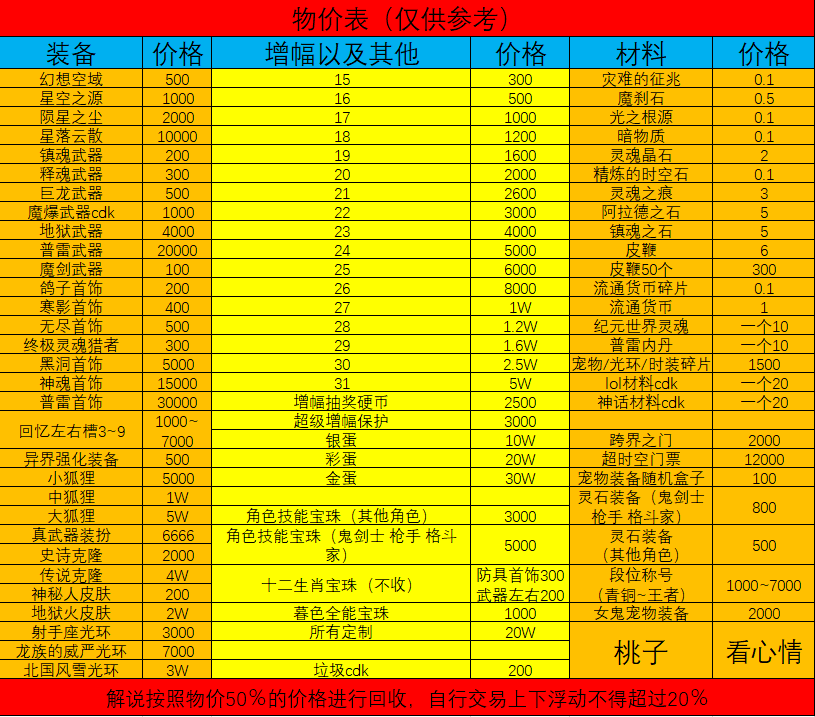 物价表（仅供参考）
装备 价格 增幅以及其他 价格 材料 价格
幻想空域 500 15 300 灾难的征兆 0.1
星空之源 1000 16 500 魔刹石 0.5
陨星之尘 2000 17 1000 光之根源 0.1
星落云散 10000 18 1200 暗物质 0.1
镇魂武器 200 19 1600 灵魂晶石 2
释魂武器 300 20 2000 精炼的时空石 0.1
巨龙武器 500 21 2600 灵魂之痕 3
魔爆武器cdk 1000 22 3000 阿拉德之石 5
地狱武器 4000 23 4000 镇魂之石 5
普雷武器 20000 24 5000 皮鞭 6
魔剑武器 100 25 6000 皮鞭50个 300
鸽子首饰 200 26 8000 流通货币碎片 0.1
寒影首饰 400 27 1W 流通货币 1
无尽首饰 500 28 1.2W 纪元世界灵魂 一个10
终极灵魂猎者 300 29 1.6W 普雷内丹 一个10
黑洞首饰 5000 30 2.5W 宠物/光环/时装碎片 1500
神魂首饰 15000 31 5W lol材料cdk 一个20
普雷首饰 30000 增幅抽奖硬币 2500 神话材料cdk 一个20
回忆左右槽3~9 1000~ 超级增幅保护 3000
7000 银蛋 10W 跨界之门 2000
异界强化装备 500 彩蛋 20W 超时空门票 12000
小狐狸 5000 金蛋 30W 宠物装备随机盒子 100
中狐狸 1W 灵石装备（鬼剑士
大狐狸 5W 角色技能宝珠（其他角色） 3000 枪手 格斗家） 800
真武器装扮 6666 角色技能宝珠（鬼剑士 枪手 格斗 5000 灵石装备 500
史诗克隆 2000 家） （其他角色）
传说克隆 4W 十二生肖宝珠（不收） 防具首饰300 段位称号 1000~7000
神秘人皮肤 200 武器左右200 （青铜~王者）
地狱火皮肤 2W 暮色全能宝珠 1000 女鬼宠物装备 2000
射手座光环 3000 所有定制 20W
龙族的威严光环 7000 桃子 看心情
北国风雪光环 3W 垃圾cdk 200
解说按照物价50%的价格进行回收，自行交易上下浮动不得超过20%